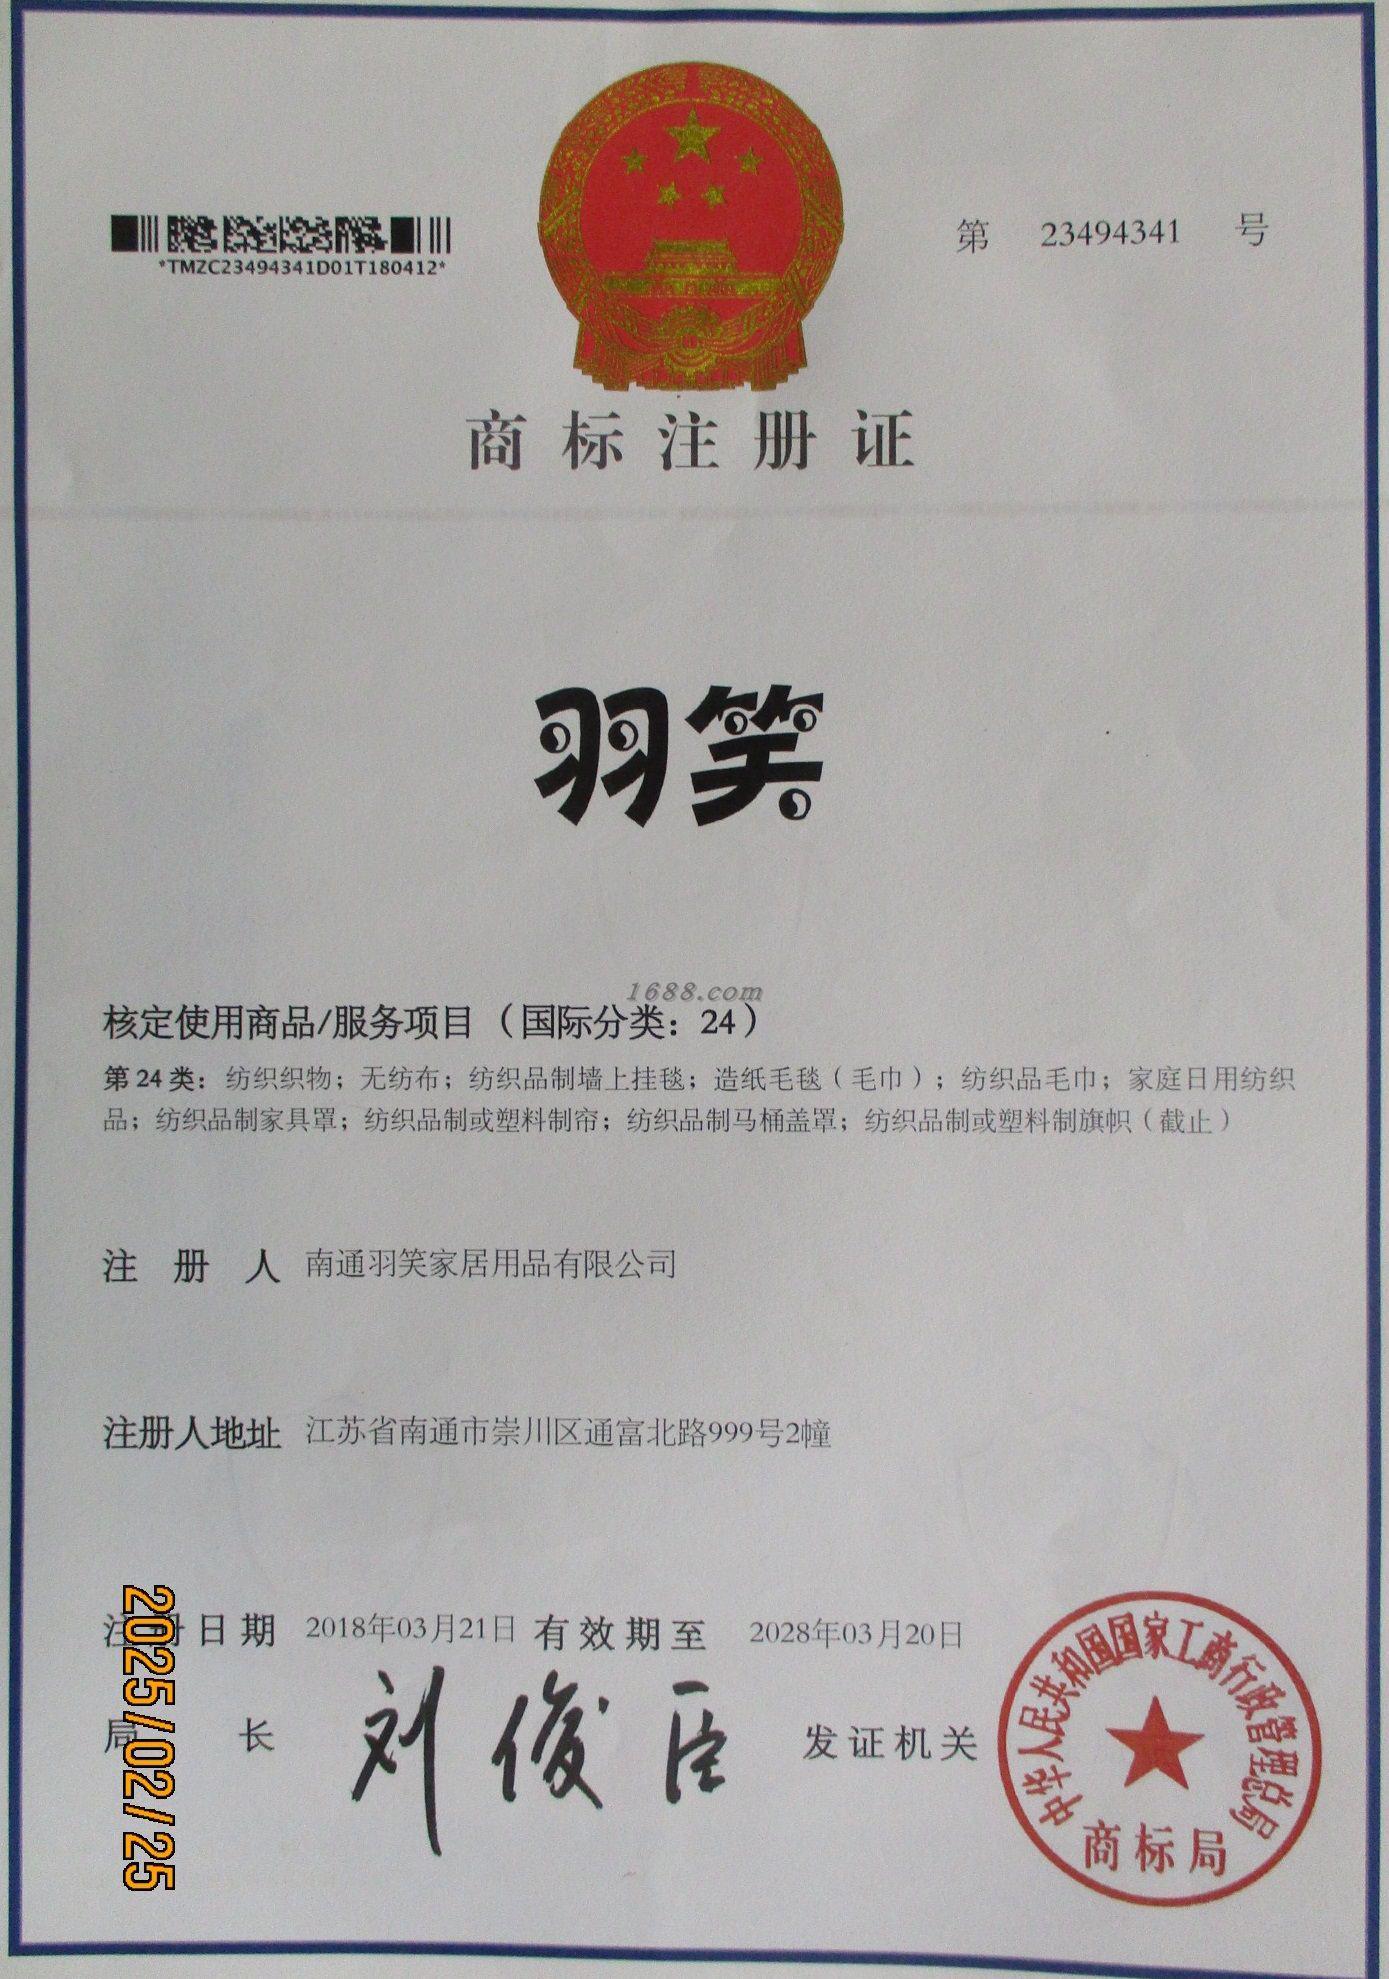 *TMZC23494341D01T180412*
第 23494341 号
商标注册证
羽笑
1688.com
核定使用商品/服务项目（国际分类：24）
第24类：纺织织物；无纺布；纺织品制墙上挂毯；造纸毛毯（毛巾）；纺织品毛巾；家庭日用纺织
品；纺织品制家具罩；纺织品制或塑料制帘；纺织品制马桶盖罩；纺织品制或塑料制旗帜（截止）
注册人 南通羽笑家居用品有限公司
注册人地址 江苏省南通市崇川区通富北路999号2幢
注册日期 2018年03月21日 有效期至 2028年03月20日
局长 刘俊臣 发证机关
中华人民共和国国家工商行政管理总局
商标局
2025/02/25